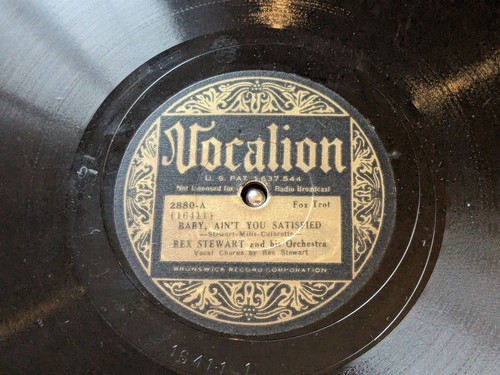 Vocalion
U. S. PAT. 1,637,544
Not Licensed for Radio Broadcast
2880-A Fox Trot
(16411)
BABY, AIN'T YOU SATISFIED
REX STEWART and his Orchestra
Vocal Chorus by Rex Stewart
BRUNSWICK RECORD CORPORATION
16411-1